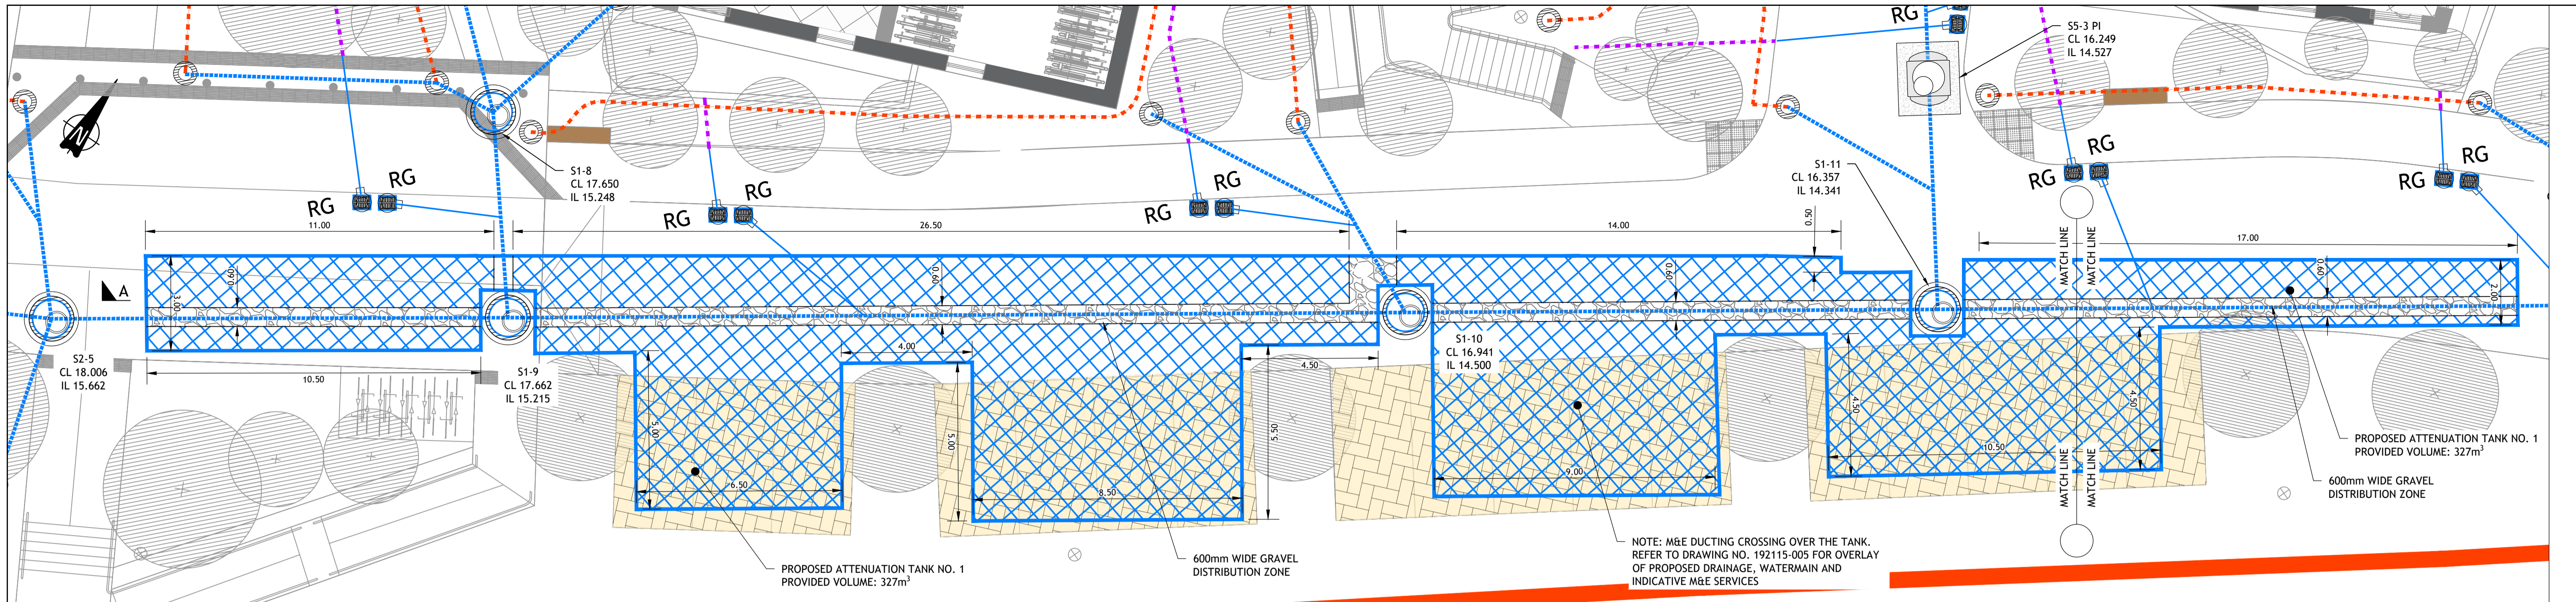 RG
S5-3 PI
CL 16.249
IL 14.527
N
S1-8
CL 17.650
IL 15.248
S1-11
CL 16.357
IL 14.341
RG
RG
RG
RG
RG
RG
RG
RG
RG
RG
11.00
26.50
14.00
0.50
17.00
MATCH LINE
MATCH LINE
A
3.00
0.60
0.60
0.60
0.60
2.00
S2-5
CL 18.006
IL 15.662
10.50
S1-9
CL 17.662
IL 15.215
4.00
4.50
S1-10
CL 16.941
IL 14.500
5.00
5.00
5.50
4.50
4.50
6.50
8.50
9.00
10.50
MATCH LINE
MATCH LINE
PROPOSED ATTENUATION TANK NO. 1
PROVIDED VOLUME: 327m³
600mm WIDE GRAVEL
DISTRIBUTION ZONE
PROPOSED ATTENUATION TANK NO. 1
PROVIDED VOLUME: 327m³
600mm WIDE GRAVEL
DISTRIBUTION ZONE
NOTE: M&E DUCTING CROSSING OVER THE TANK.
REFER TO DRAWING NO. 192115-005 FOR OVERLAY
OF PROPOSED DRAINAGE, WATERMAIN AND
INDICATIVE M&E SERVICES